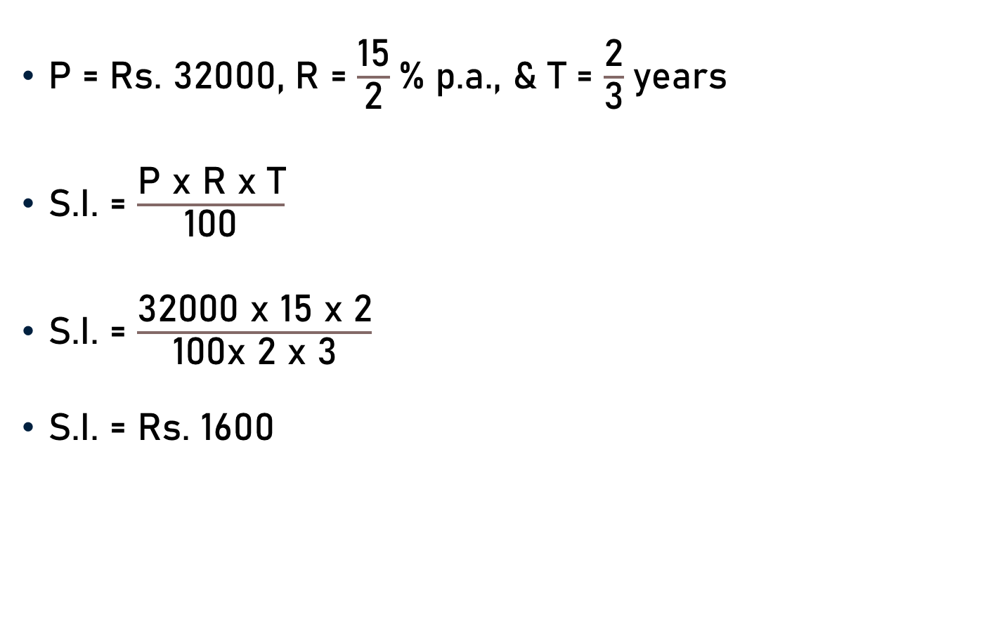 • P = Rs. 32000, R = 15/2 % p.a., & T = 2/3 years
• S.I. = P x R x T / 100
• S.I. = 32000 x 15 x 2 / 100x 2 x 3
• S.I. = Rs. 1600